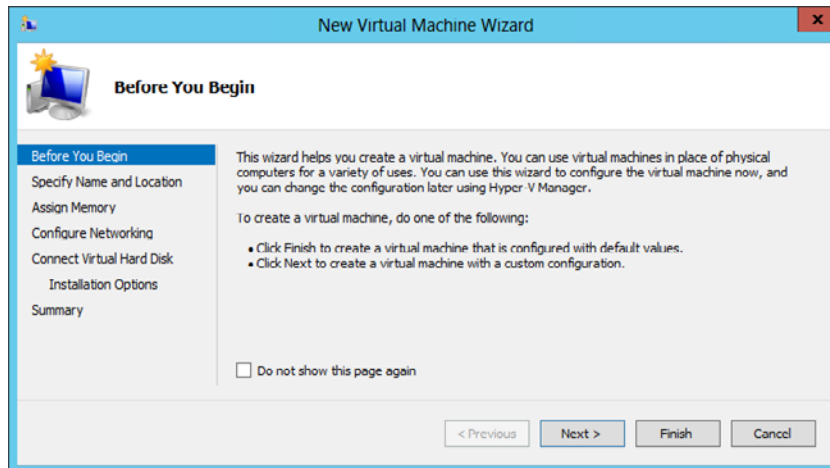 New Virtual Machine Wizard
x
Before You Begin
Before You Begin
Specify Name and Location
Assign Memory
Configure Networking
Connect Virtual Hard Disk
Installation Options
Summary
This wizard helps you create a virtual machine. You can use virtual machines in place of physical
computers for a variety of uses. You can use this wizard to configure the virtual machine now, and
you can change the configuration later using Hyper-V Manager.
To create a virtual machine, do one of the following:
• Click Finish to create a virtual machine that is configured with default values.
• Click Next to create a virtual machine with a custom configuration.
Do not show this page again
< Previous
Next >
Finish
Cancel